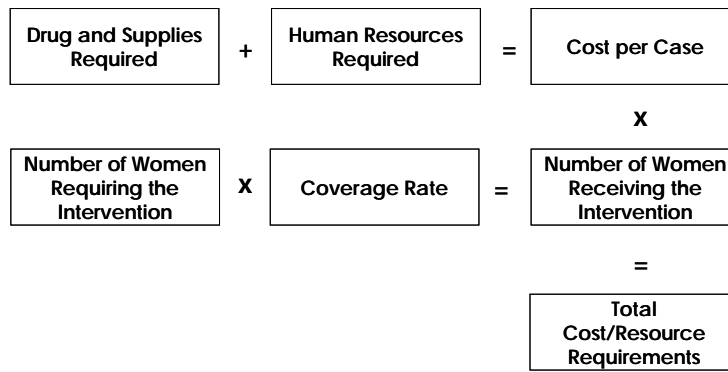 Drug and Supplies
Required
+
Human Resources
Required
=
Cost per Case
x
Number of Women
Requiring the
Intervention
x
Coverage Rate
=
Number of Women
Receiving the
Intervention
=
Total
Cost/Resource
Requirements